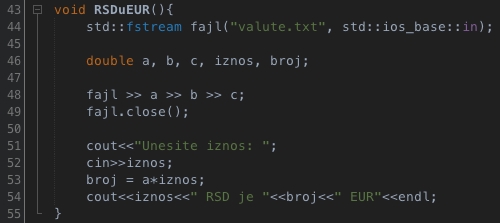 43 void RSDuEUR(){
44 std::fstream fajl("valute.txt", std::ios_base::in);
45
46 double a, b, c, iznos, broj;
47
48 fajl >> a >> b >> c;
49 fajl.close();
50
51 cout<<"Unesite iznos: ";
52 cin>>iznos;
53 broj = a*iznos;
54 cout<<iznos<<" RSD je "<<broj<<" EUR"<<endl;
55 }